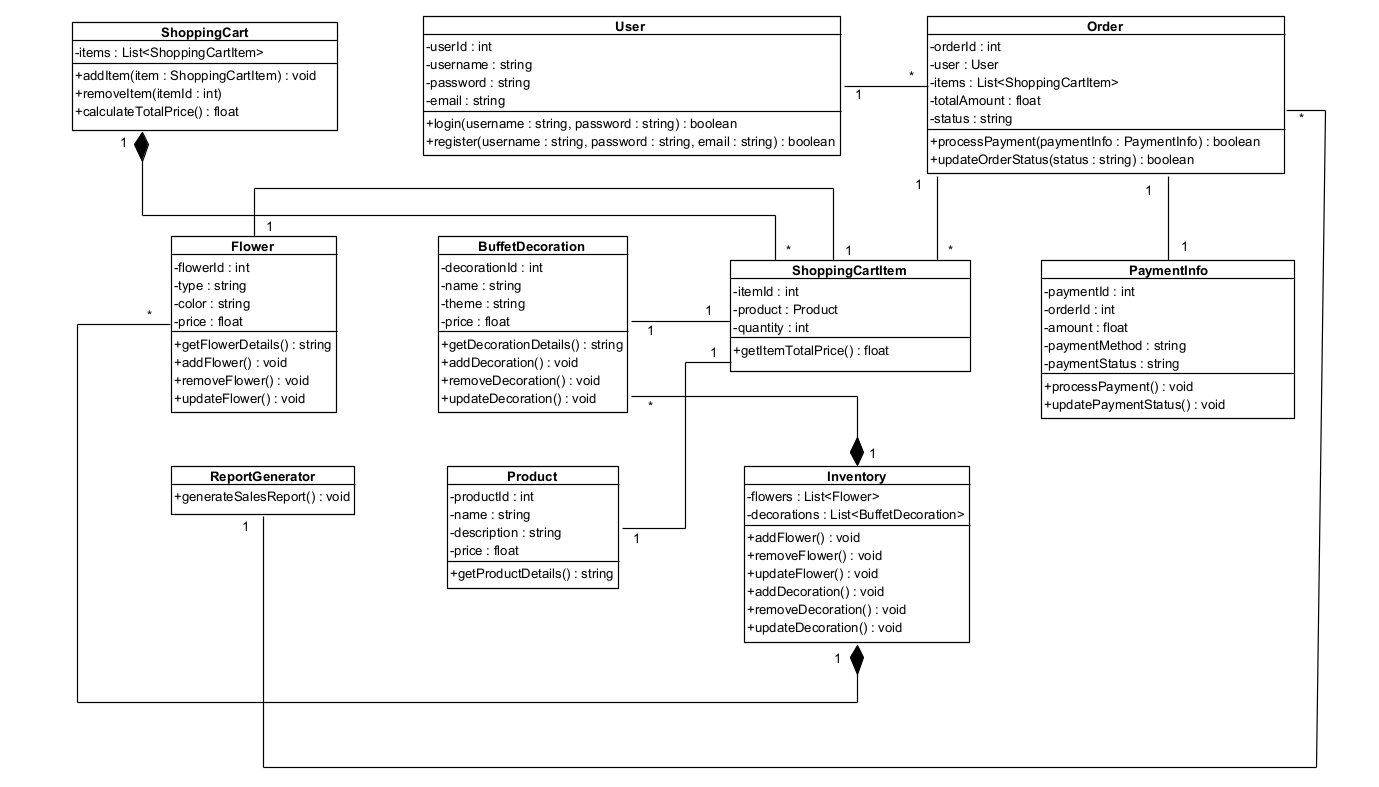 ShoppingCart
-items : List<ShoppingCartItem>
+addItem(item : ShoppingCartItem) : void
+removeItem(itemId : int)
+calculateTotalPrice() : float
1
User
-userId : int
-username : string
-password : string
-email : string
+login(username : string, password : string) : boolean
+register(username : string, password : string, email : string) : boolean
1
*
Order
-orderId : int
-user : User
-items : List<ShoppingCartItem>
-totalAmount : float
-status : string
+processPayment(paymentInfo : PaymentInfo) : boolean
+updateOrderStatus(status : string) : boolean
*
1
1
1
Flower
-flowerId : int
-type : string
-color : string
-price : float
+getFlowerDetails() : string
+addFlower() : void
+removeFlower() : void
+updateFlower() : void
*
BuffetDecoration
-decorationId : int
-name : string
-theme : string
-price : float
+getDecorationDetails() : string
+addDecoration() : void
+removeDecoration() : void
+updateDecoration() : void
1
*
*
1
*
1
1
ShoppingCartItem
-itemId : int
-product : Product
-quantity : int
+getItemTotalPrice() : float
1
PaymentInfo
-paymentId : int
-orderId : int
-amount : float
-paymentMethod : string
-paymentStatus : string
+processPayment() : void
+updatePaymentStatus() : void
ReportGenerator
+generateSalesReport() : void
1
Product
-productId : int
-name : string
-description : string
-price : float
+getProductDetails() : string
1
1
Inventory
-flowers : List<Flower>
-decorations : List<BuffetDecoration>
+addFlower() : void
+removeFlower() : void
+updateFlower() : void
+addDecoration() : void
+removeDecoration() : void
+updateDecoration() : void
1